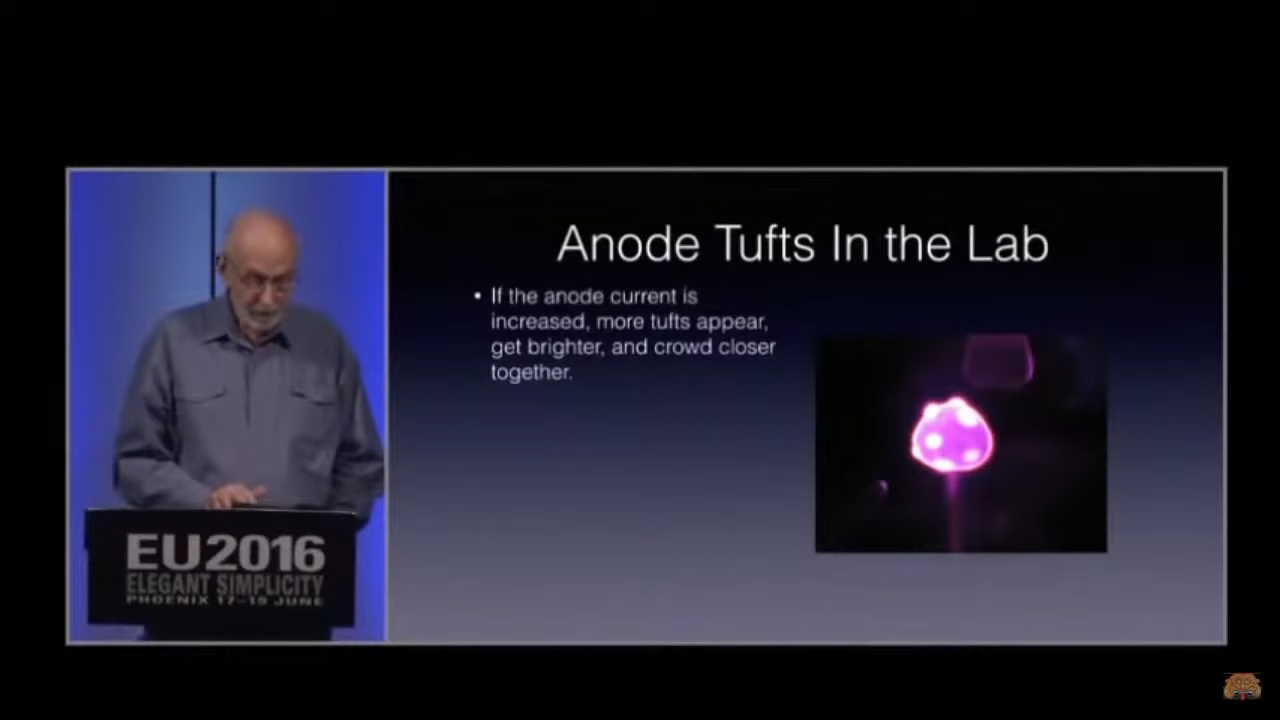 Anode Tufts In the Lab
• If the anode current is
increased, more tufts appear,
get brighter, and crowd closer
together.
EU2016
ELEGANT SIMPLICITY
PHOENIX 17–19 JUNE